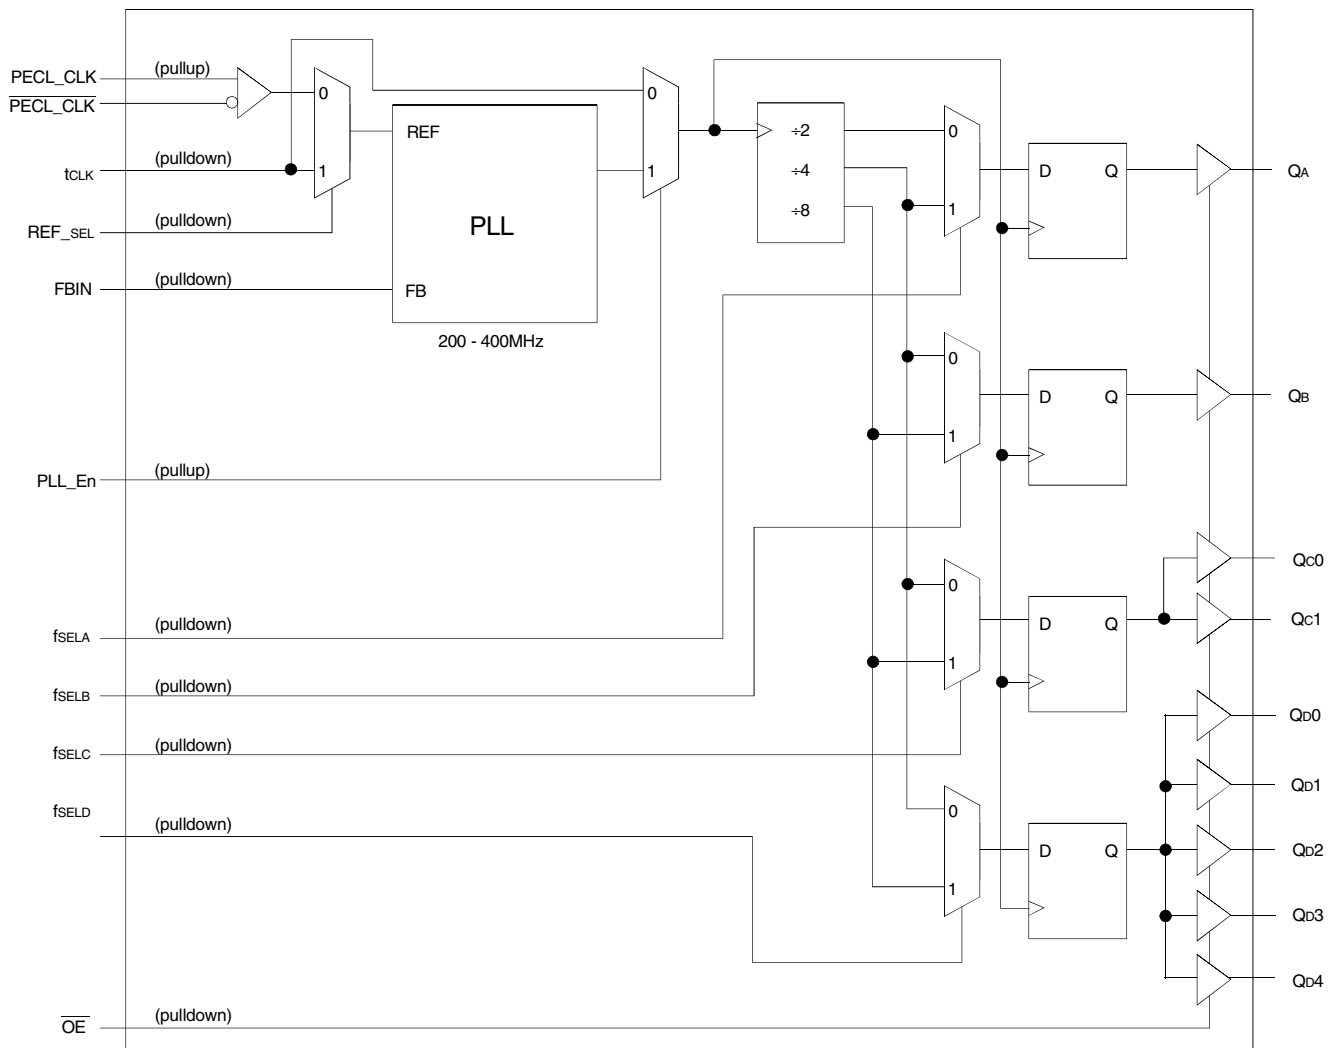 PECL_CLK
(pullup)
PECL_CLK
tCLK
(pulldown)
REF_SEL
(pulldown)
FBIN
(pulldown)
0
1
REF
PLL
FB
200 - 400MHz
0
1
÷2
÷4
÷8
0
1
D
Q
QA
0
1
D
Q
QB
PLL_En
(pullup)
0
1
D
Q
QC0
QC1
fSELA
(pulldown)
fSELB
(pulldown)
fSELC
(pulldown)
fSELD
(pulldown)
0
1
D
Q
QD0
QD1
QD2
QD3
QD4
OE
(pulldown)